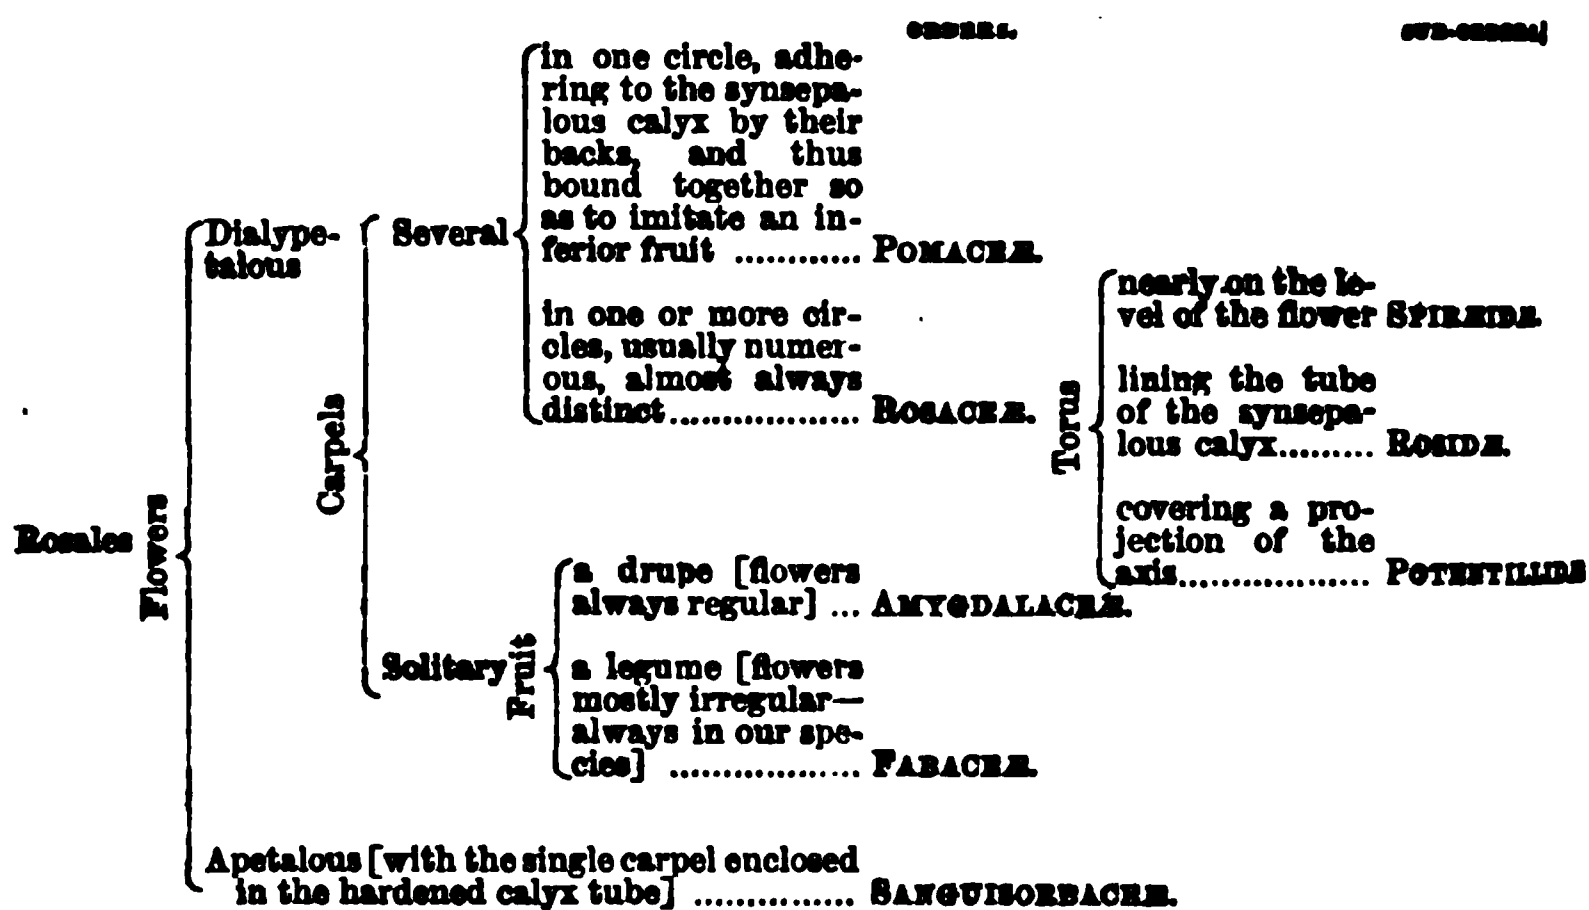 ORDERS. SUB-ORDERS.
in one circle, adhe-
ring to the synsepa-
lous calyx by their
backs, and thus
bound together so
as to imitate an in-
ferior fruit ............ POMACEÆ.
in one or more cir-
cles, usually numer-
ous, almost always
distinct .................. ROSACEÆ.
Several
Dialype-
talous
Carpels
Torus
nearly on the le-
vel of the flower SPIRÆIDÆ.
lining the tube
of the synsepa-
lous calyx......... ROSIDÆ.
covering a pro-
jection of the
axis.................. POTENTILLIDÆ
Rosales
Flowers
Solitary
Fruit
a drupe [flowers
always regular] ... AMYGDALACEÆ.
a legume [flowers
mostly irregular—
always in our spe-
cies] .................. FABACEÆ.
Apetalous [with the single carpel enclosed
in the hardened calyx tube] ............... SANGUISORBACEÆ.